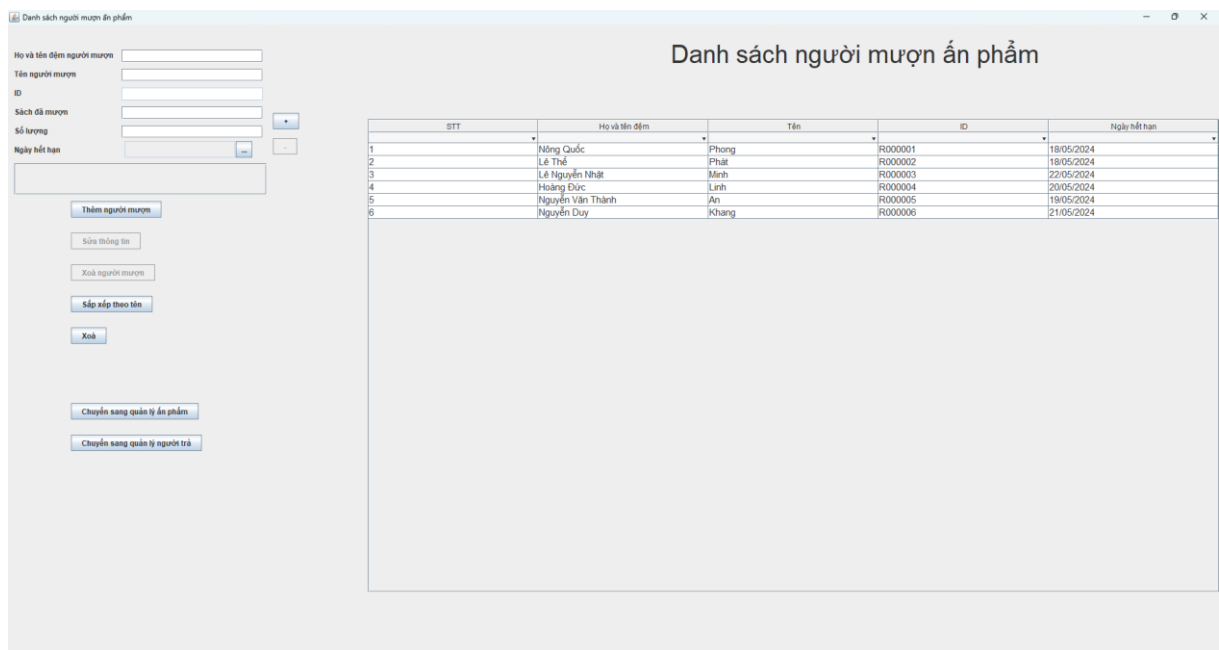 Danh sách người mượn ấn phẩm
Danh sách người mượn ấn phẩm
Họ và tên đệm người mượn
Tên người mượn
ID
Sách đã mượn
+
Số lượng
Ngày hết hạn
...
-
Thêm người mượn
Sửa thông tin
Xoá người mượn
Sắp xếp theo tên
Xoá
Chuyển sang quản lý ấn phẩm
Chuyển sang quản lý người trả
STT Họ và tên đệm Tên ID Ngày hết hạn
1 Nông Quốc Phong R000001 18/05/2024
2 Lê Thế Phát R000002 18/05/2024
3 Lê Nguyễn Nhật Minh R000003 22/05/2024
4 Hoàng Đức Linh R000004 20/05/2024
5 Nguyễn Văn Thành An R000005 19/05/2024
6 Nguyễn Duy Khang R000006 21/05/2024